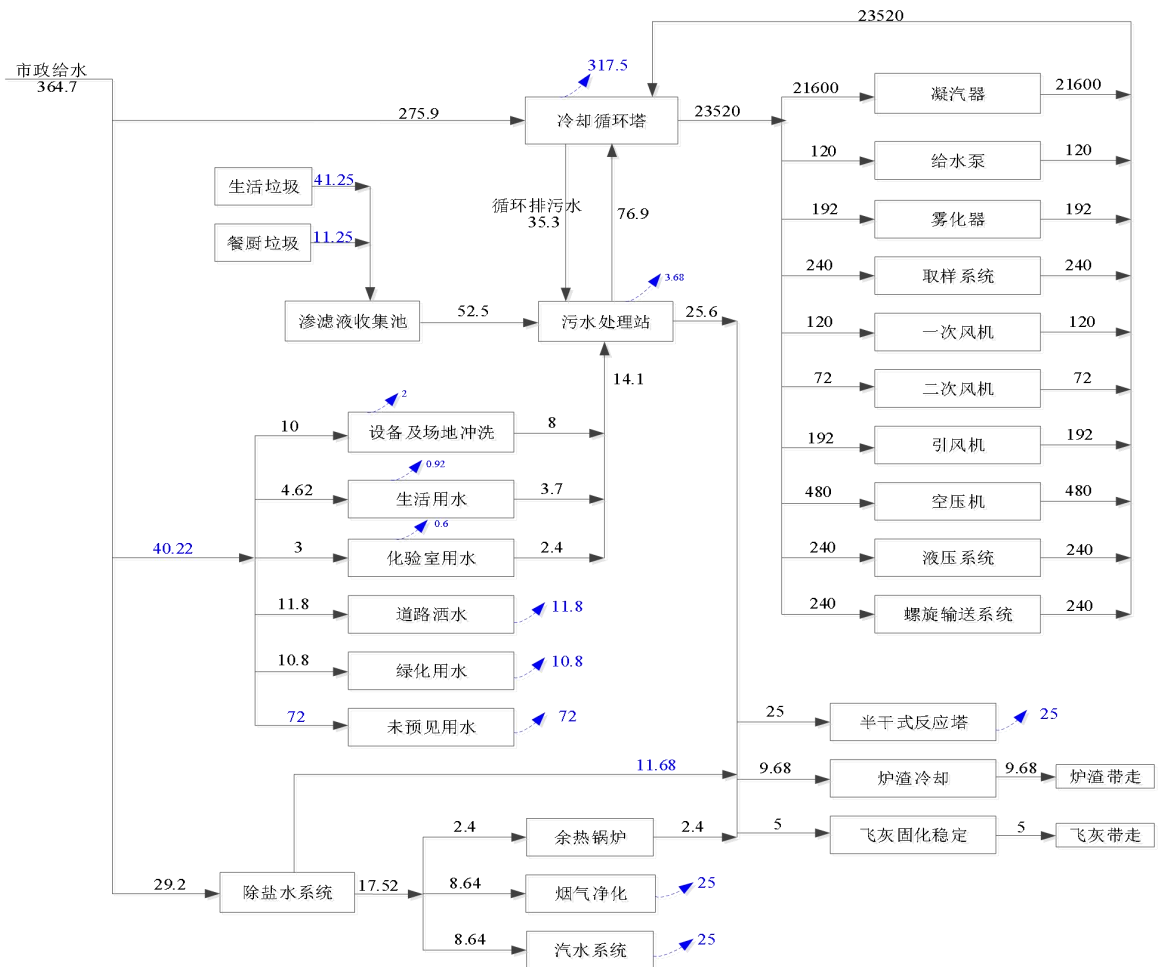 23520
市政给水
364.7
317.5
275.9
冷却循环塔
23520
21600
凝汽器
21600
120
给水泵
120
生活垃圾
41.25
循环排污水
35.3
76.9
192
雾化器
192
餐厨垃圾
11.25
240
取样系统
240
3.68
渗滤液收集池
52.5
污水处理站
25.6
120
一次风机
120
14.1
72
二次风机
72
2
10
设备及场地冲洗
8
192
引风机
192
0.92
4.62
生活用水
3.7
480
空压机
480
0.6
40.22
3
化验室用水
2.4
240
液压系统
240
11.8
道路洒水
11.8
240
螺旋输送系统
240
10.8
绿化用水
10.8
72
未预见用水
72
25
半干式反应塔
25
11.68
9.68
炉渣冷却
9.68
炉渣带走
2.4
余热锅炉
2.4
5
飞灰固化稳定
5
飞灰带走
29.2
除盐水系统
17.52
8.64
烟气净化
25
8.64
汽水系统
25